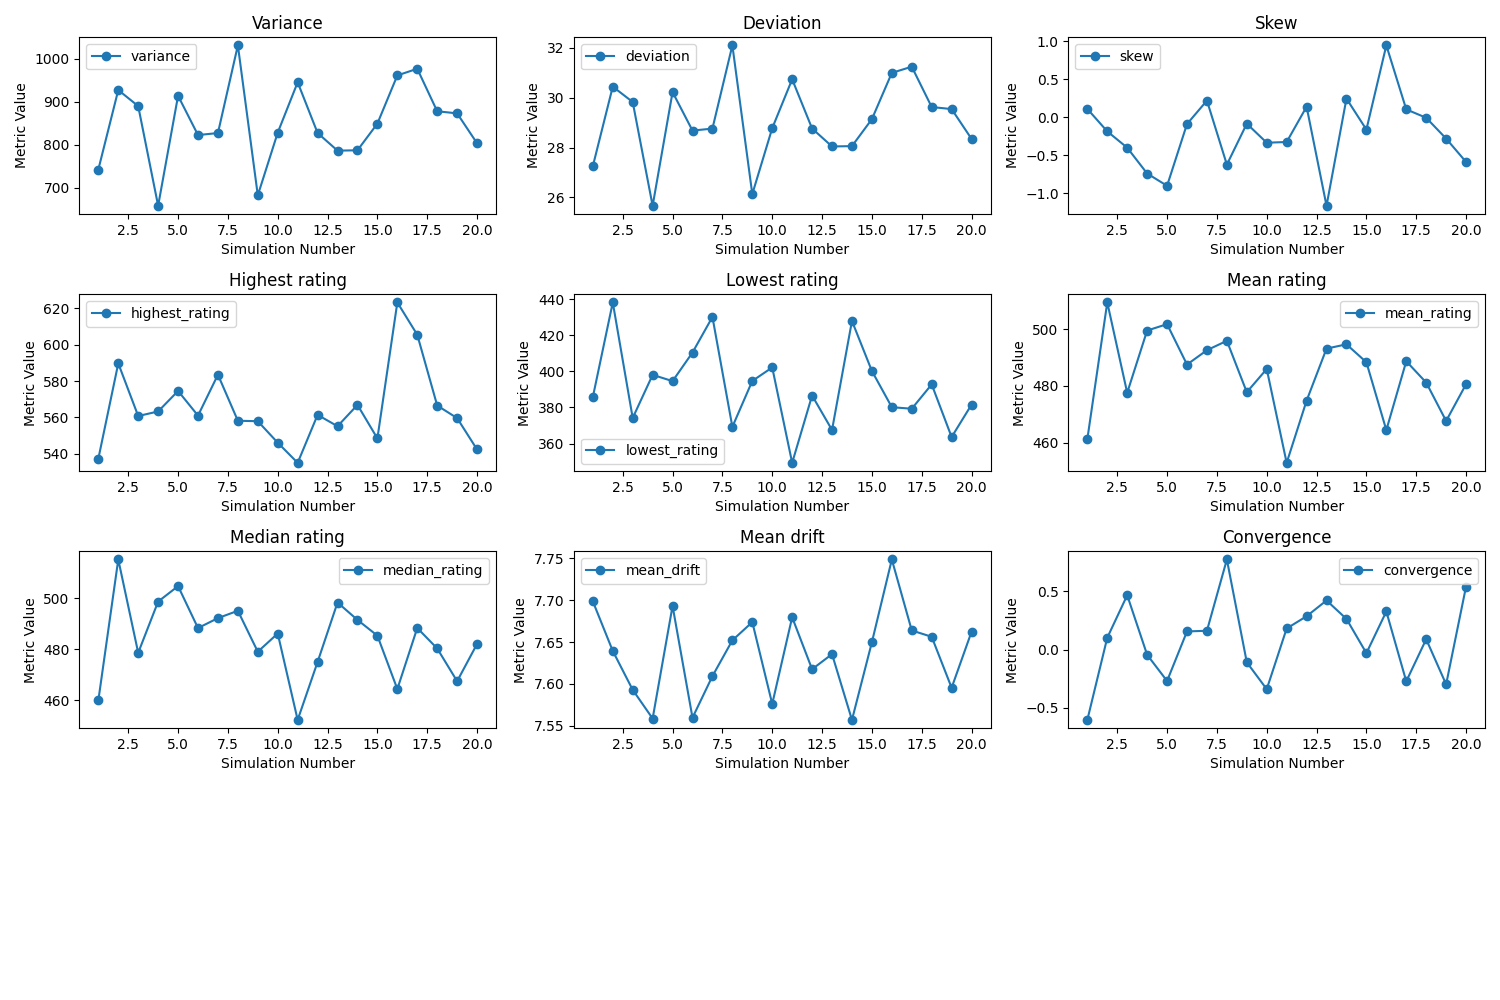 Variance
Metric Value
1000
900
800
700
variance
2.5 5.0 7.5 10.0 12.5 15.0 17.5 20.0
Simulation Number
Deviation
Metric Value
32
30
28
26
deviation
2.5 5.0 7.5 10.0 12.5 15.0 17.5 20.0
Simulation Number
Skew
Metric Value
1.0
0.5
0.0
−0.5
−1.0
skew
2.5 5.0 7.5 10.0 12.5 15.0 17.5 20.0
Simulation Number
Highest rating
Metric Value
620
600
580
560
540
highest_rating
2.5 5.0 7.5 10.0 12.5 15.0 17.5 20.0
Simulation Number
Lowest rating
Metric Value
440
420
400
380
360
lowest_rating
2.5 5.0 7.5 10.0 12.5 15.0 17.5 20.0
Simulation Number
Mean rating
Metric Value
500
480
460
mean_rating
2.5 5.0 7.5 10.0 12.5 15.0 17.5 20.0
Simulation Number
Median rating
Metric Value
500
480
460
median_rating
2.5 5.0 7.5 10.0 12.5 15.0 17.5 20.0
Simulation Number
Mean drift
Metric Value
7.75
7.70
7.65
7.60
7.55
mean_drift
2.5 5.0 7.5 10.0 12.5 15.0 17.5 20.0
Simulation Number
Convergence
Metric Value
0.5
0.0
−0.5
convergence
2.5 5.0 7.5 10.0 12.5 15.0 17.5 20.0
Simulation Number